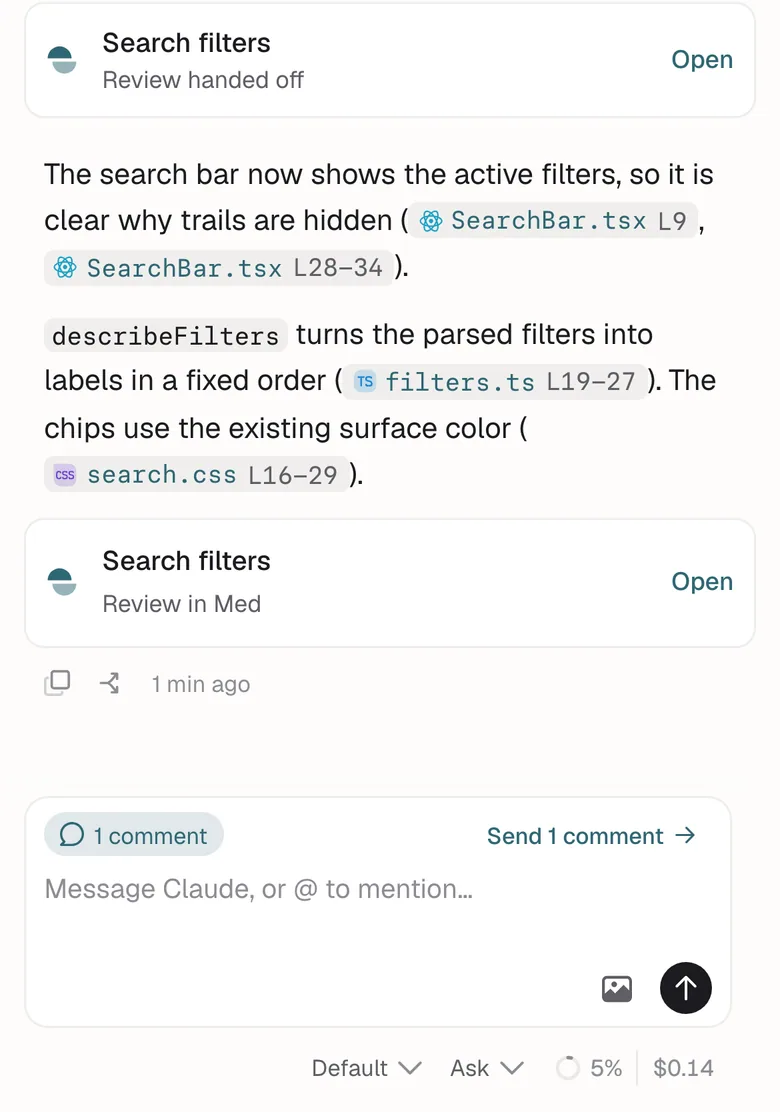 Search filters
Review handed off
Open
The search bar now shows the active filters, so it is
clear why trails are hidden ( SearchBar.tsx L9 ,
SearchBar.tsx L28–34 ).
describeFilters turns the parsed filters into
labels in a fixed order ( TS filters.ts L19–27 ). The
chips use the existing surface color (
CSS search.css L16–29 ).
Search filters
Review in Med
Open
1 min ago
1 comment
Send 1 comment →
Message Claude, or @ to mention...
Default
Ask
5%
$0.14